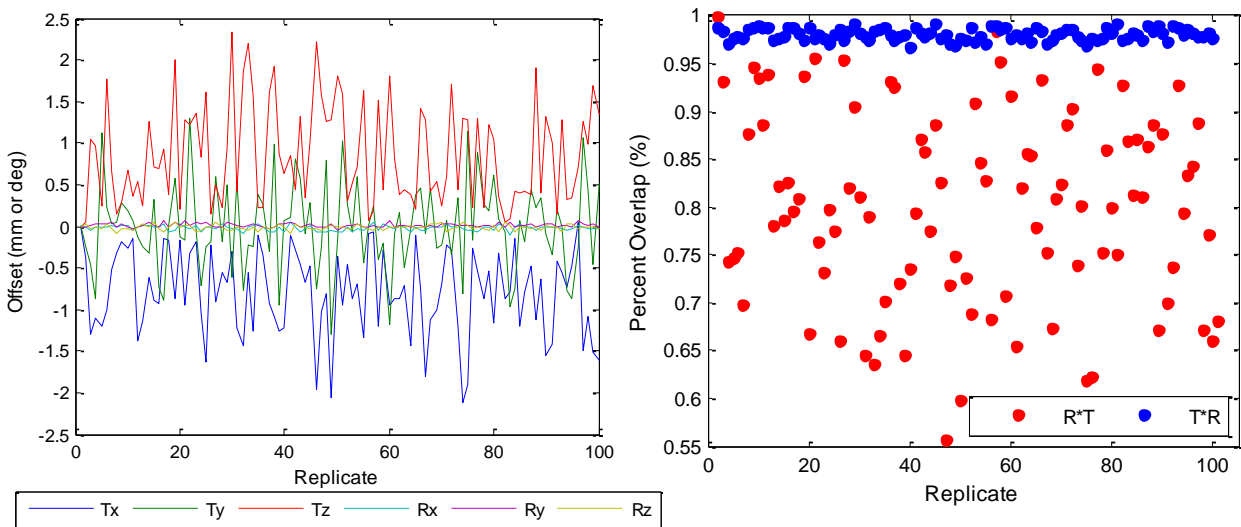 2.5
2
1.5
1
0.5
0
-0.5
-1
-1.5
-2
-2.5
Offset (mm or deg)
0 20 40 60 80 100
Replicate
Tx Ty Tz Rx Ry Rz
1
0.95
0.9
0.85
0.8
0.75
0.7
0.65
0.6
0.55
Percent Overlap (%)
R*T T*R
0 20 40 60 80 100
Replicate